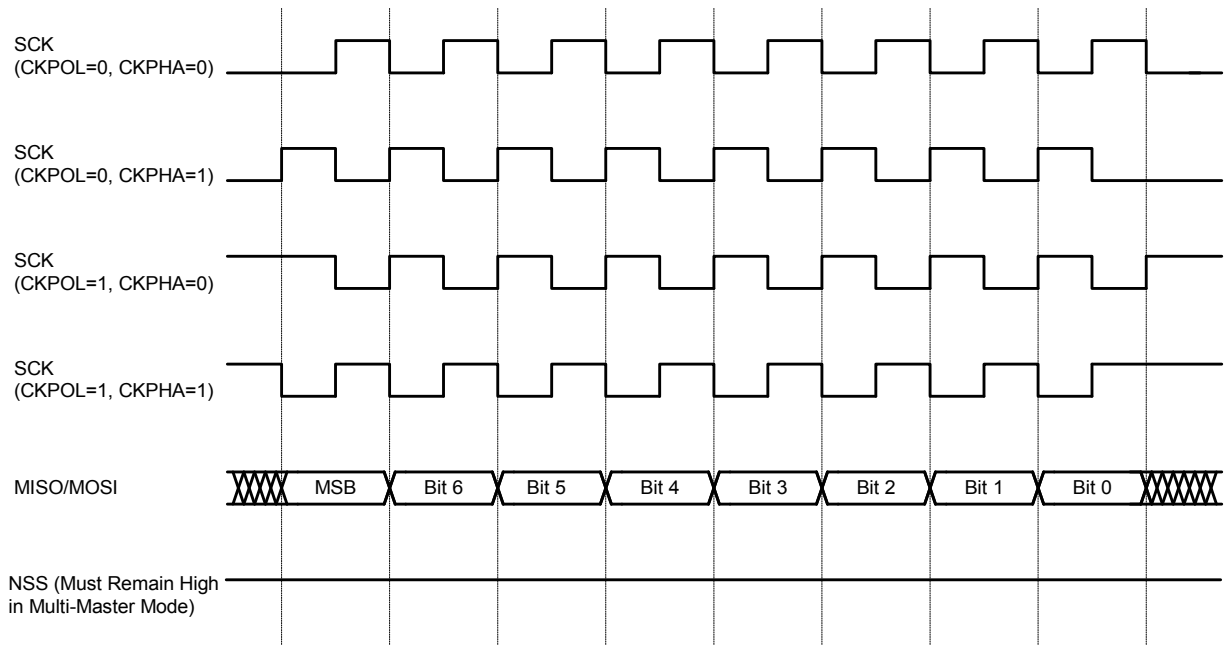 SCK
(CKPOL=0, CKPHA=0)
SCK
(CKPOL=0, CKPHA=1)
SCK
(CKPOL=1, CKPHA=0)
SCK
(CKPOL=1, CKPHA=1)
MISO/MOSI MSB Bit 6 Bit 5 Bit 4 Bit 3 Bit 2 Bit 1 Bit 0
NSS (Must Remain High
in Multi-Master Mode)